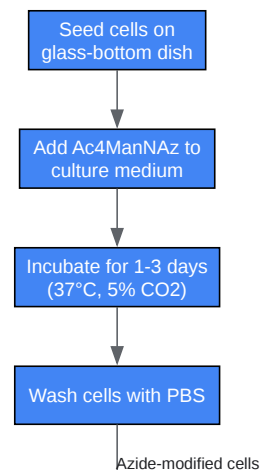 Seed cells on
glass-bottom dish
Add Ac4ManNAz to
culture medium
Incubate for 1-3 days
(37°C, 5% CO2)
Wash cells with PBS
Azide-modified cells